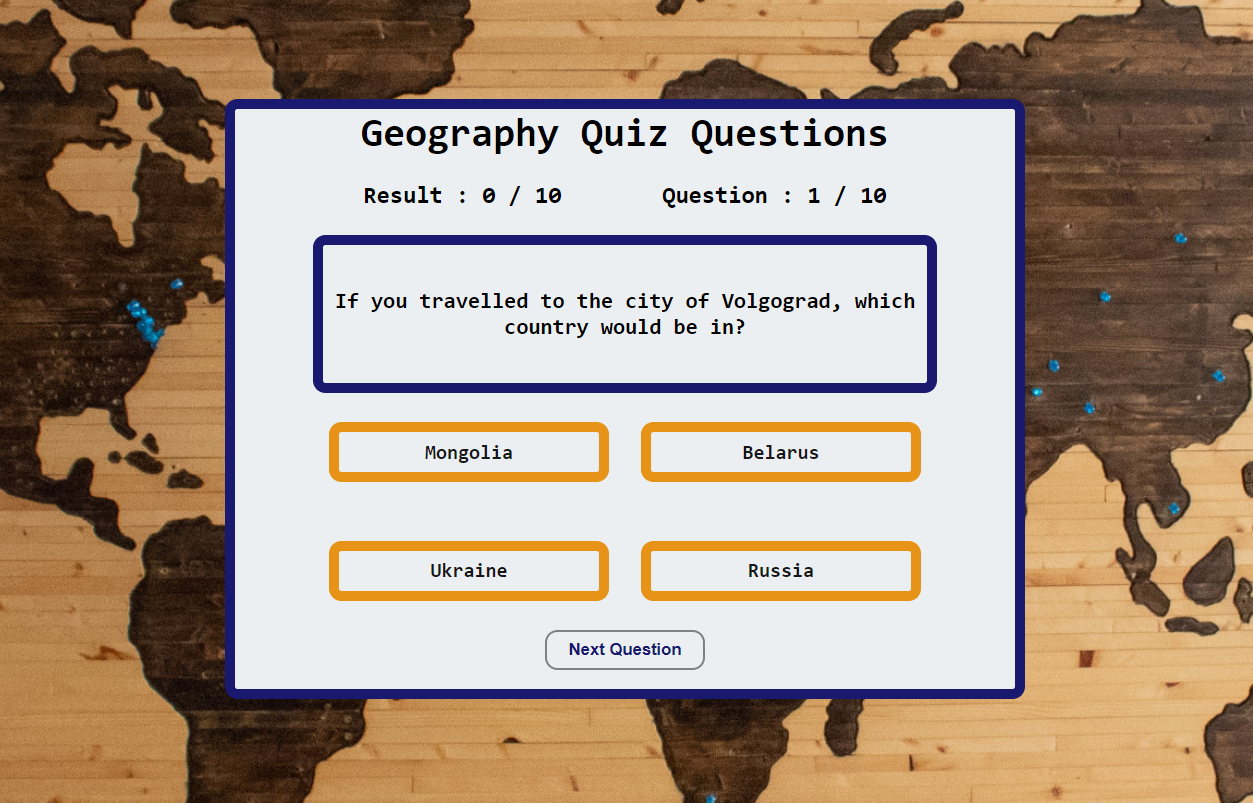 Geography Quiz Questions
Result : 0 / 10
Question : 1 / 10
If you travelled to the city of Volgograd, which
country would be in?
Mongolia
Belarus
Ukraine
Russia
Next Question